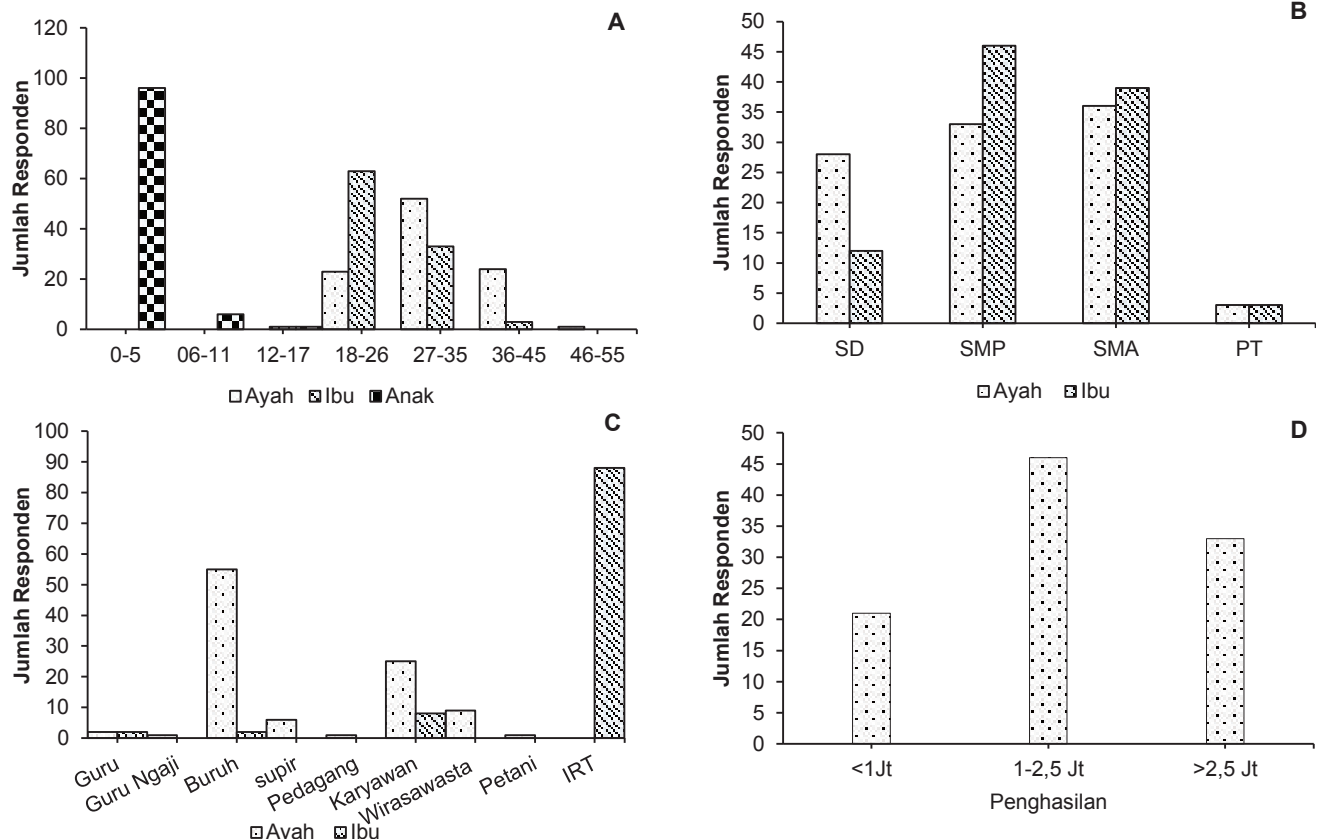 A
Jumlah Responden
120
100
80
60
40
20
0
0-5 06-11 12-17 18-26 27-35 36-45 46-55
Ayah Ibu Anak
B
Jumlah Responden
50
45
40
35
30
25
20
15
10
5
0
SD SMP SMA PT
Ayah Ibu
C
Jumlah Responden
100
90
80
70
60
50
40
30
20
10
0
Guru Guru Ngaji Buruh supir Pedagang Karyawan Wirasawasta Petani IRT
Ayah Ibu
D
Jumlah Responden
50
45
40
35
30
25
20
15
10
5
0
<1Jt 1-2,5 Jt >2,5 Jt
Penghasilan